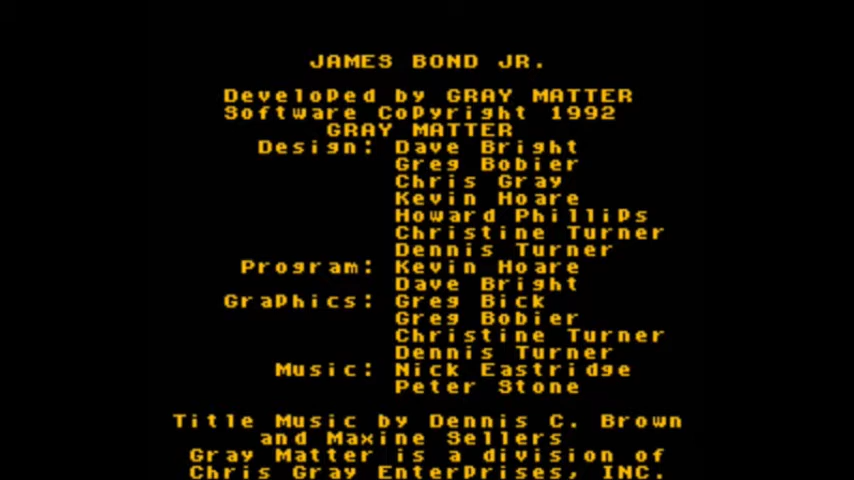 JAMES BOND JR.
Developed by GRAY MATTER
Software Copyright 1992
GRAY MATTER
Design: Dave Bright
Greg Bobier
Chris Gray
Kevin Hoare
Howard Phillips
Christine Turner
Dennis Turner
Program: Kevin Hoare
Dave Bright
Graphics: Greg Bick
Greg Bobier
Christine Turner
Dennis Turner
Music: Nick Eastridge
Peter Stone
Title Music by Dennis C. Brown
and Maxine Sellers
Gray Matter is a division of
Chris Gray Enterprises, INC.